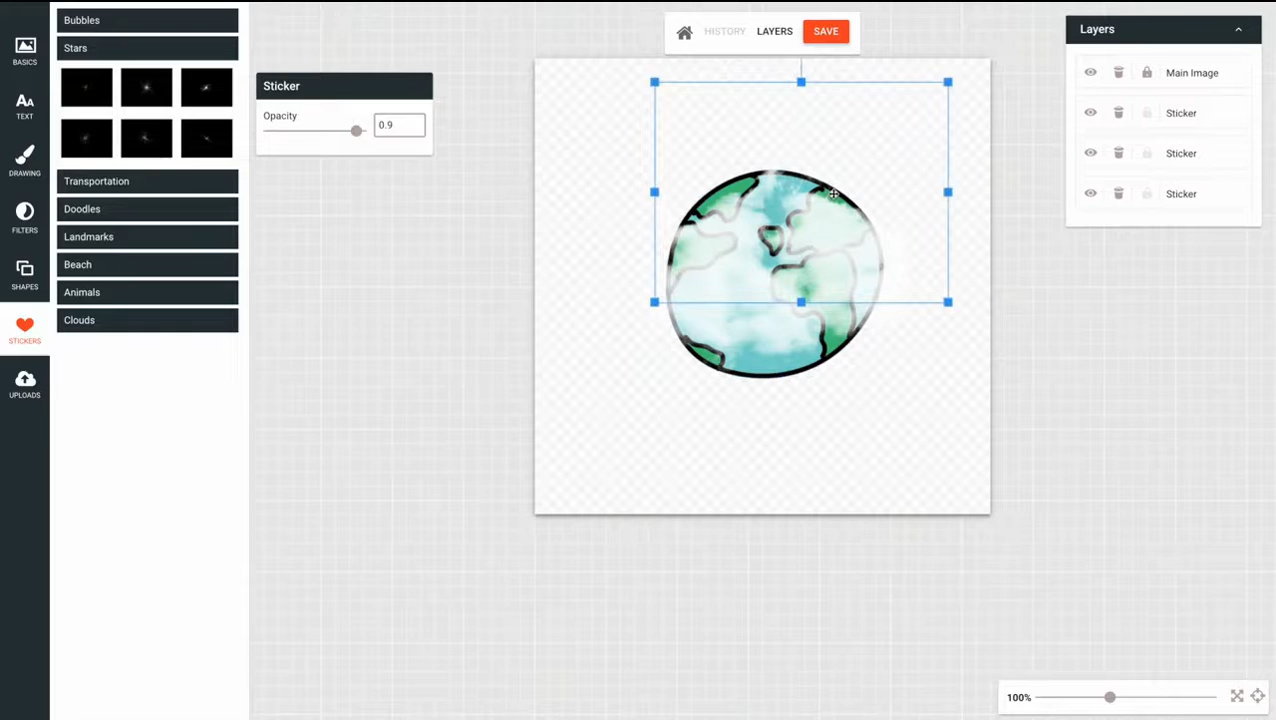 BASICS
TEXT
DRAWING
FILTERS
SHAPES
STICKERS
UPLOADS
Bubbles
Stars
Transportation
Doodles
Landmarks
Beach
Animals
Clouds
Sticker
Opacity
0.9
HISTORY LAYERS SAVE
Layers
Main Image
Sticker
Sticker
Sticker
100%